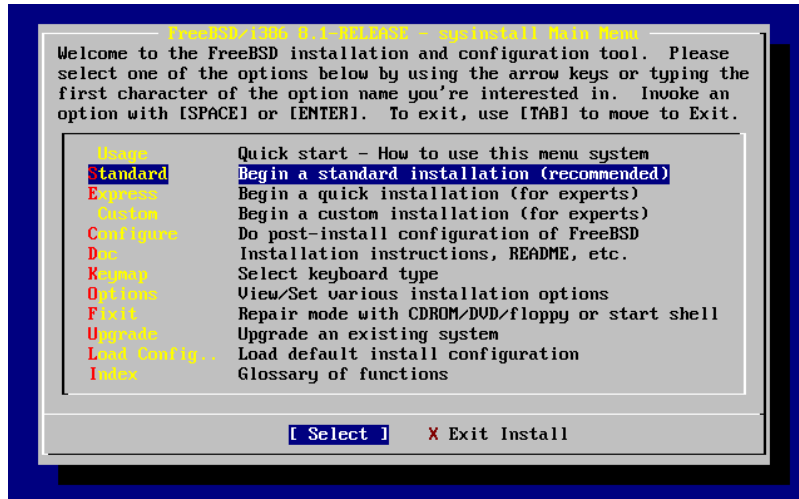 FreeBSD/i386 8.1-RELEASE - sysinstall Main Menu
Welcome to the FreeBSD installation and configuration tool.  Please
select one of the options below by using the arrow keys or typing the
first character of the option name you're interested in.  Invoke an
option with [SPACE] or [ENTER].  To exit, use [TAB] to move to Exit.
Usage Quick start - How to use this menu system
Standard Begin a standard installation (recommended)
Express Begin a quick installation (for experts)
Custom Begin a custom installation (for experts)
Configure Do post-install configuration of FreeBSD
Doc Installation instructions, README, etc.
Keymap Select keyboard type
Options View/Set various installation options
Fixit Repair mode with CDROM/DVD/floppy or start shell
Upgrade Upgrade an existing system
Load Config.. Load default install configuration
Index Glossary of functions
[ Select ] X Exit Install